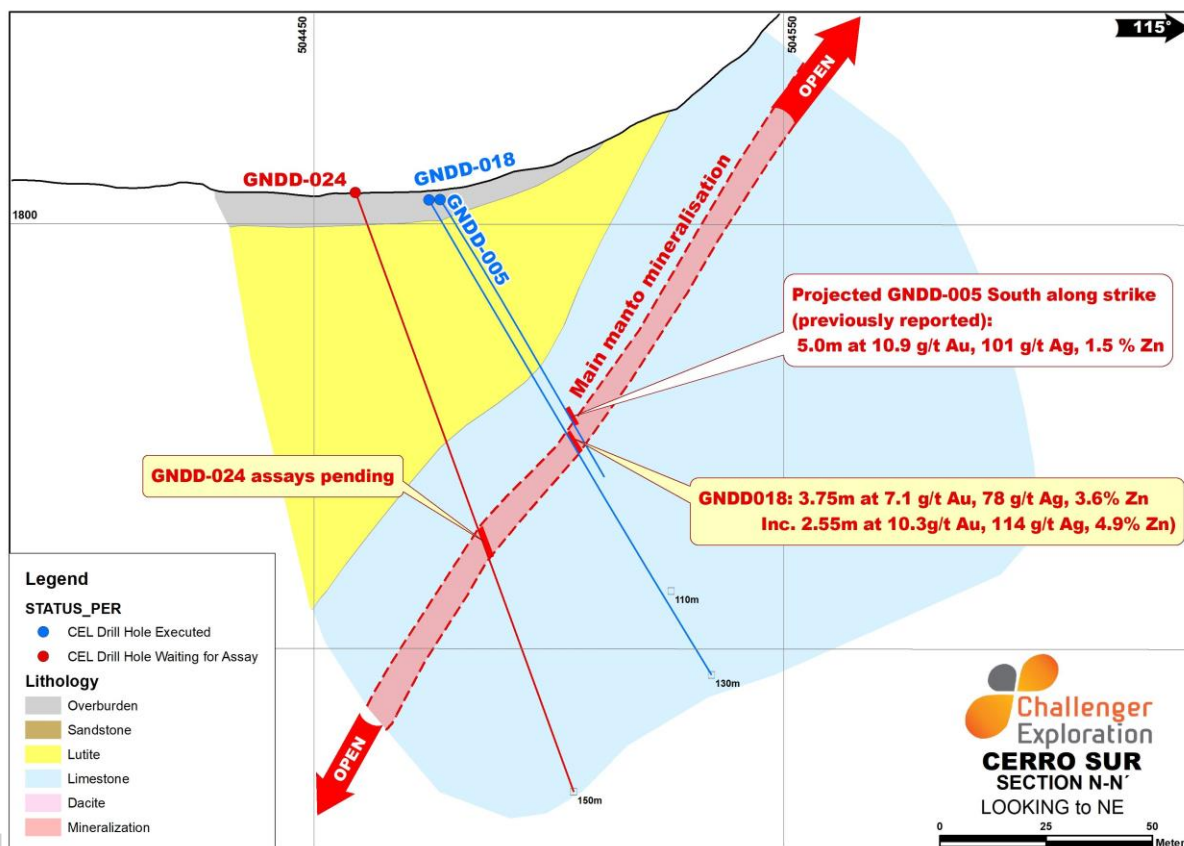 504450
504550
115°
OPEN
GNDD-024
GNDD-018
GNDD-005
1800
Main manto mineralisation
Projected GNDD-005 South along strike
(previously reported):
5.0m at 10.9 g/t Au, 101 g/t Ag, 1.5 % Zn
GNDD-024 assays pending
GNDD018: 3.75m at 7.1 g/t Au, 78 g/t Ag, 3.6% Zn
Inc. 2.55m at 10.3g/t Au, 114 g/t Ag, 4.9% Zn)
110m
130m
150m
OPEN
Legend
STATUS_PER
CEL Drill Hole Executed
CEL Drill Hole Waiting for Assay
Lithology
Overburden
Sandstone
Lutite
Limestone
Dacite
Mineralization
Challenger
Exploration
CERRO SUR
SECTION N-N´
LOOKING to NE
0 25 50
Meter